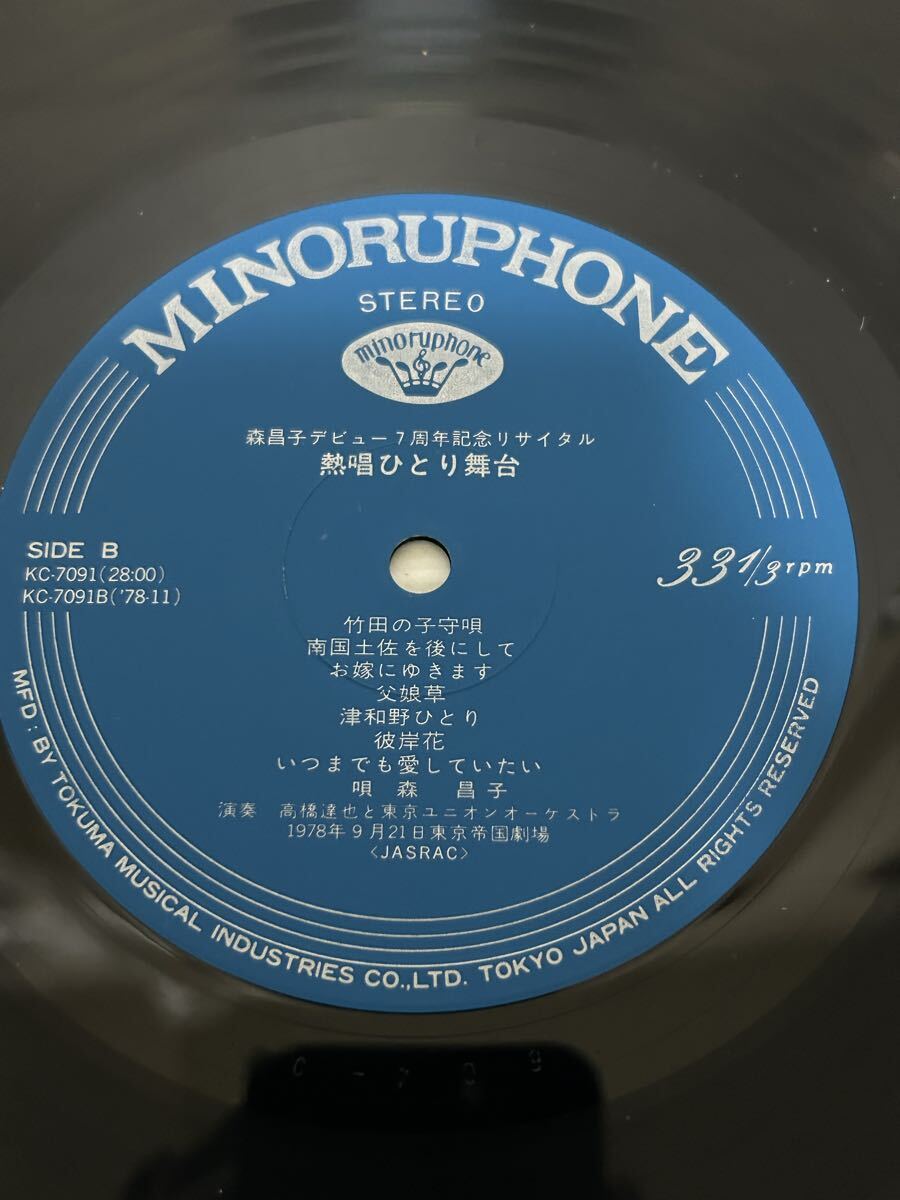 MINORUPHONE
STEREO
minoruphone
森昌子デビュー7周年記念リサイタル
熱唱ひとり舞台
SIDE B
KC-7091(28:00)
KC-7091B('78-11)
33 1/3 rpm
竹田の子守唄
南国土佐を後にして
お嫁にゆきます
父娘草
津和野ひとり
彼岸花
いつまでも愛していたい
唄 森 昌子
演奏 高橋達也と東京ユニオンオーケストラ
1978年9月21日東京帝国劇場
〈JASRAC〉
MFD: BY TOKUMA MUSICAL INDUSTRIES CO.,LTD. TOKYO JAPAN ALL RIGHTS RESERVED